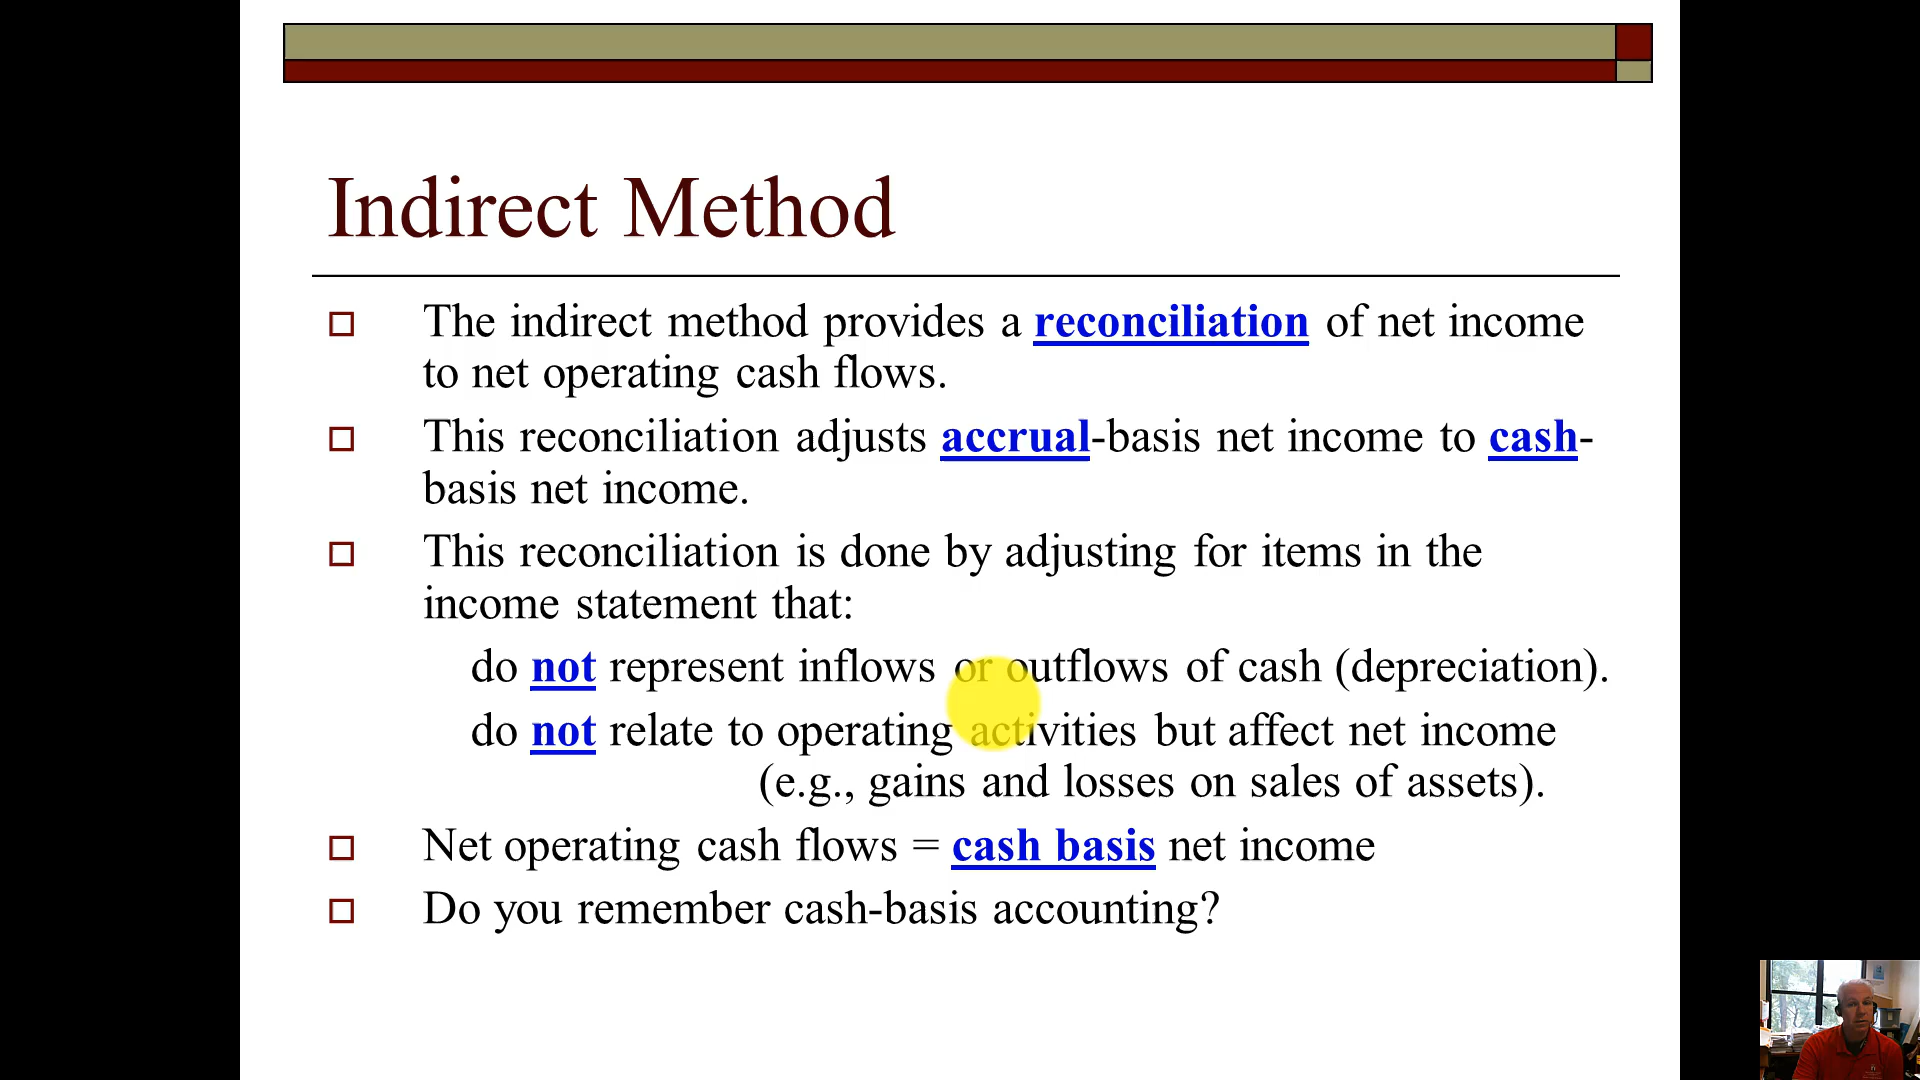 Indirect Method
The indirect method provides a reconciliation of net income
to net operating cash flows.
This reconciliation adjusts accrual-basis net income to cash-
basis net income.
This reconciliation is done by adjusting for items in the
income statement that:
do not represent inflows or outflows of cash (depreciation).
do not relate to operating activities but affect net income
(e.g., gains and losses on sales of assets).
Net operating cash flows = cash basis net income
Do you remember cash-basis accounting?